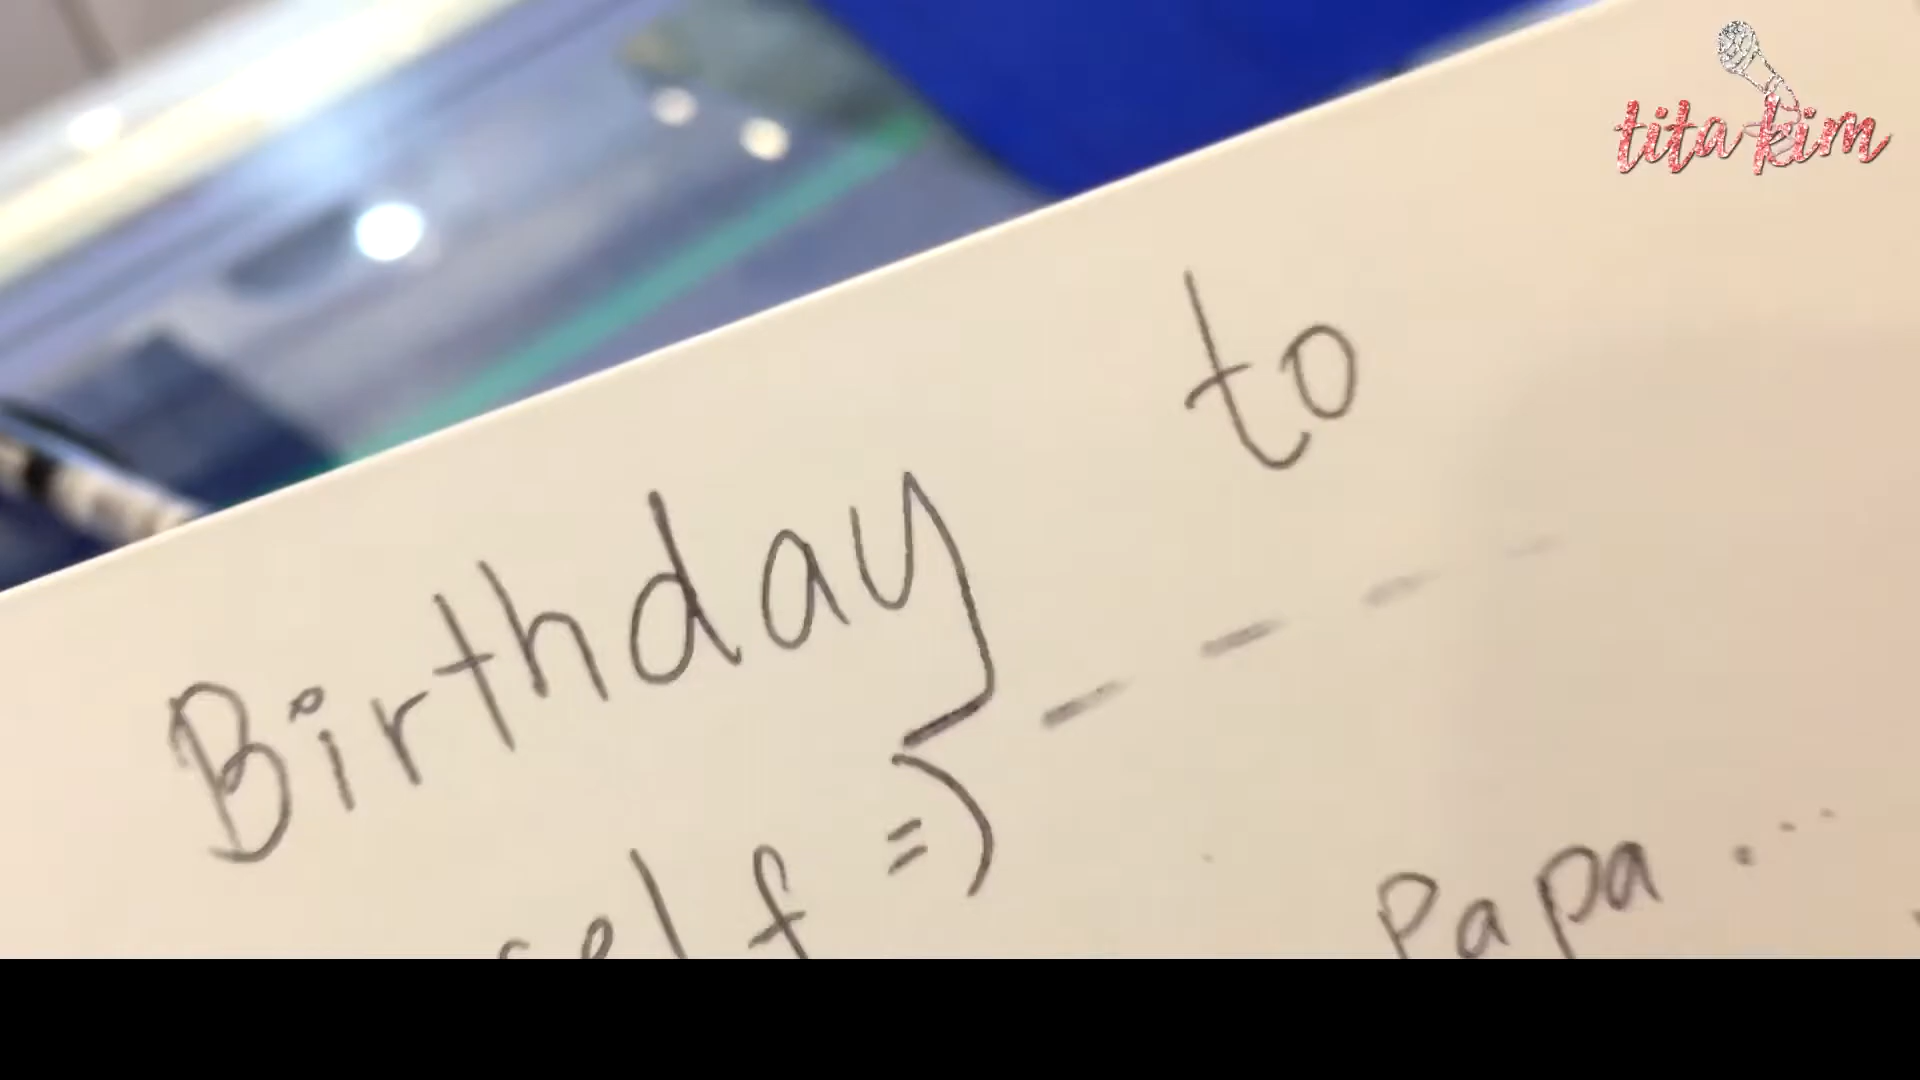 tita kim
Birthday to
self =)
Papa....